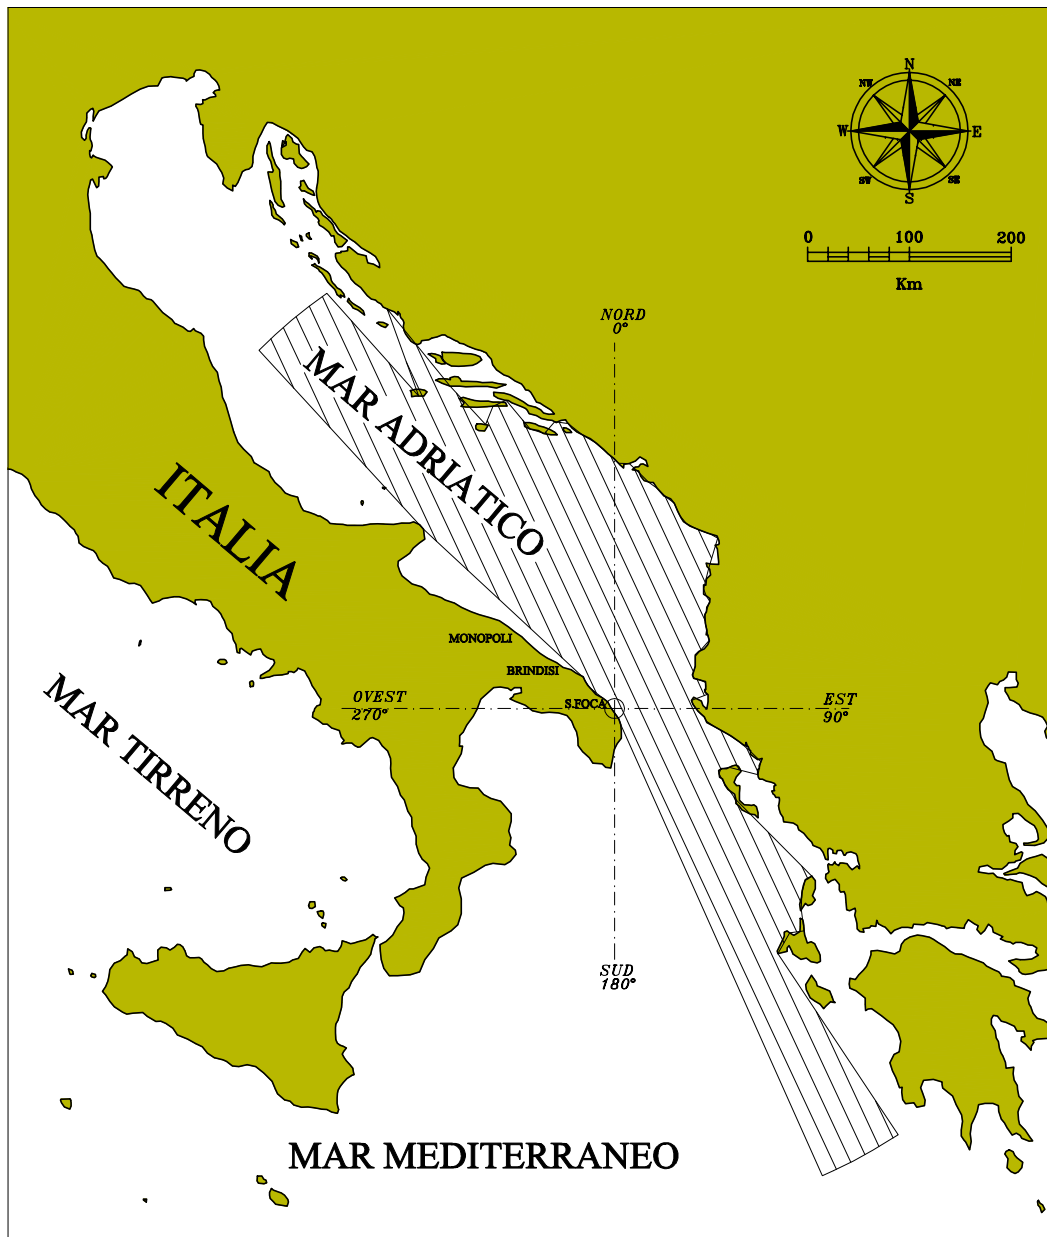 N
NW
NE
W
E
SW
SE
S
0 100 200
Km
NORD
0°
MAR ADRIATICO
ITALIA
MONOPOLI
BRINDISI
S.FOCA
OVEST
270°
EST
90°
MAR TIRRENO
SUD
180°
MAR MEDITERRANEO